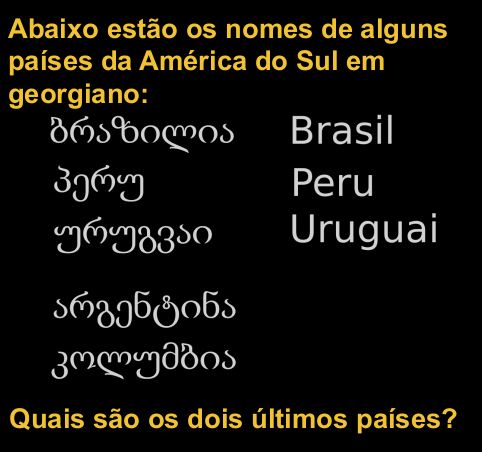 Abaixo estão os nomes de alguns
países da América do Sul em
georgiano:
ბრაზილია Brasil
პერუ Peru
ურუგვაი Uruguai
არგენტინა
კოლუმბია
Quais são os dois últimos países?